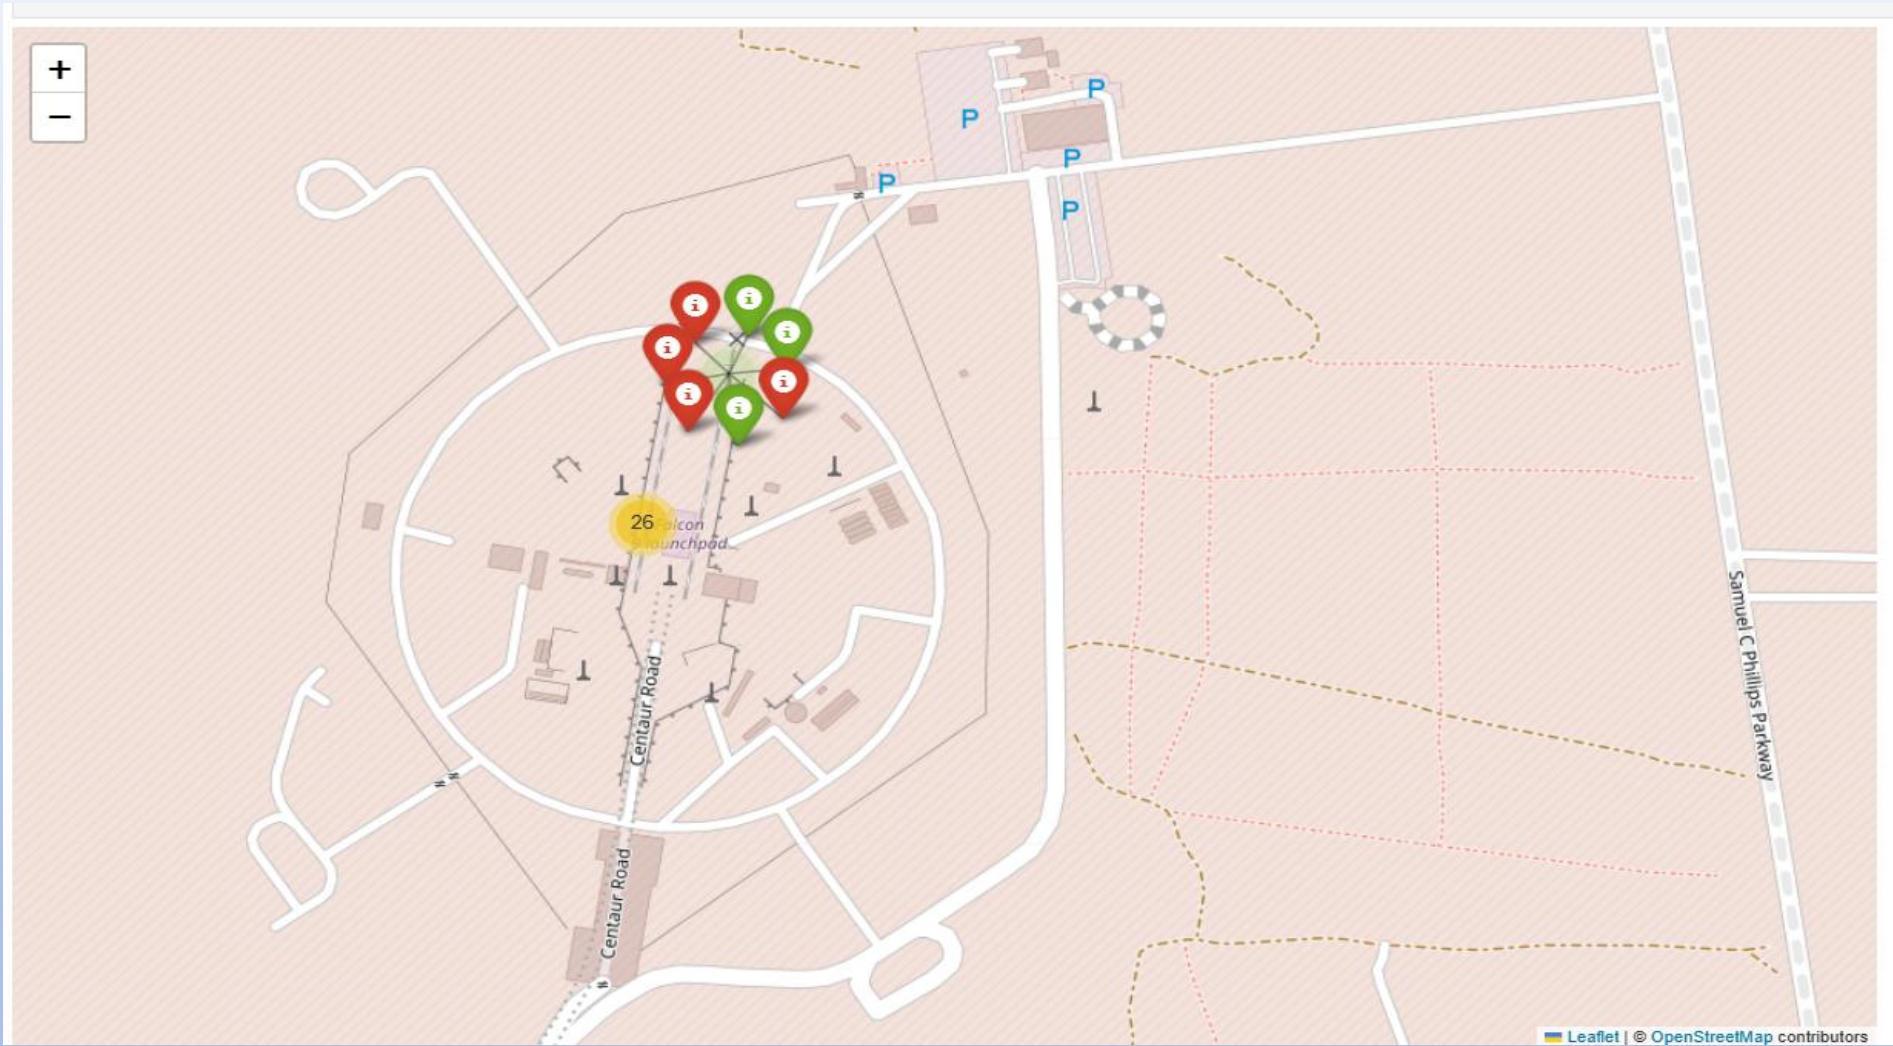 +
−
P
P
P
P
P
i
i
i
i
i
i
i
26
Falcon
launchpad
Centaur Road
Centaur Road
Samuel C Phillips Parkway
Leaflet | © OpenStreetMap contributors